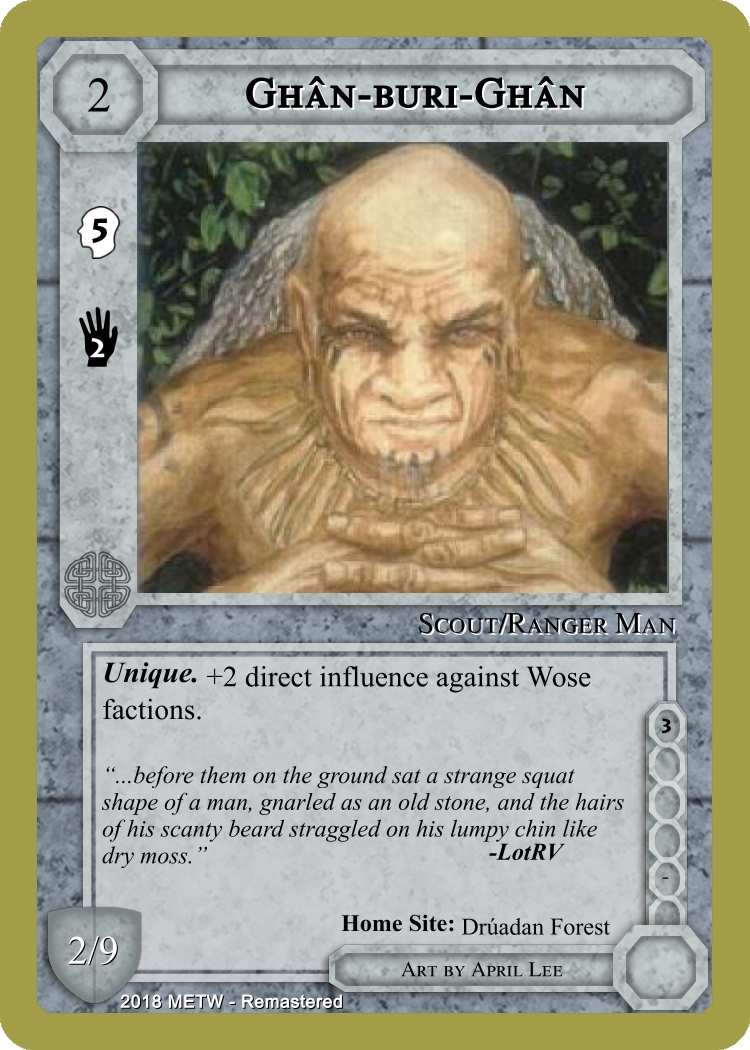 2
Ghân-buri-Ghân
5
2
Scout/Ranger Man
Unique. +2 direct influence against Wose
factions.
3
“...before them on the ground sat a strange squat
shape of a man, gnarled as an old stone, and the hairs
of his scanty beard straggled on his lumpy chin like
dry moss.” -LotRV
-
Home Site: Drúadan Forest
2/9
Art by April Lee
2018 METW - Remastered